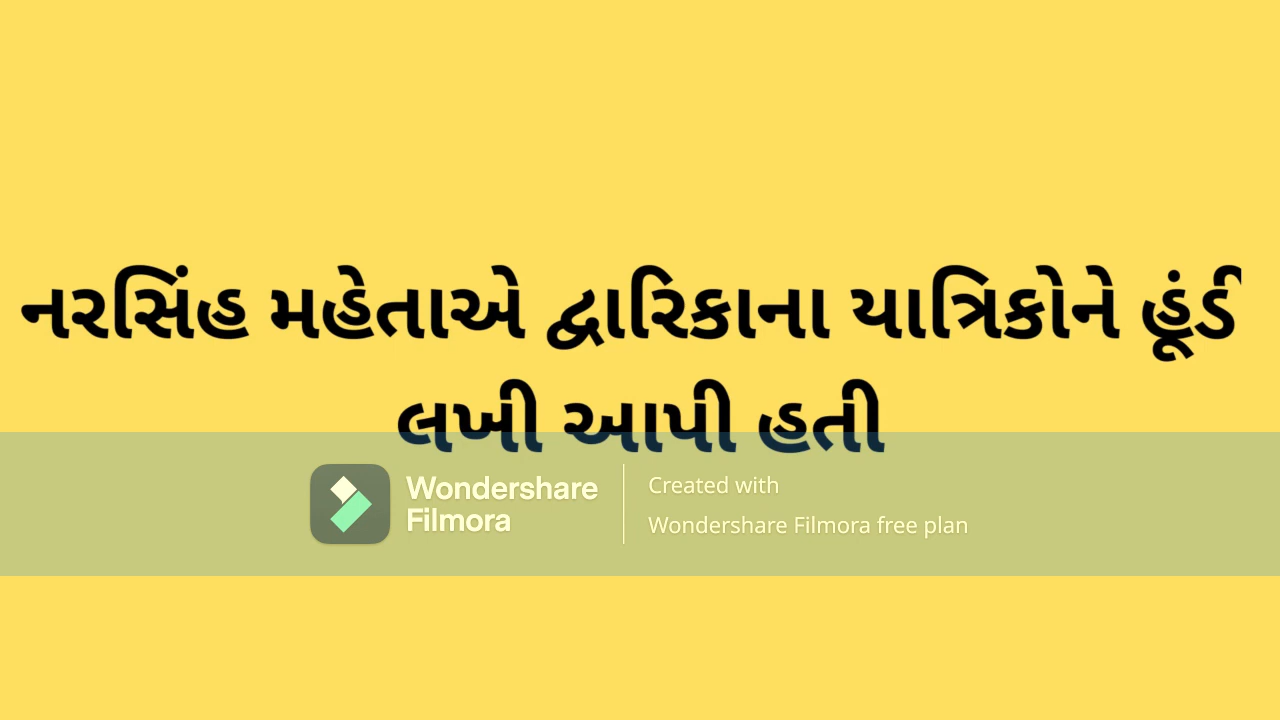 નરસિંહ મહેતાએ દ્વારિકાના યાત્રિકોને હૂંડી
લખી આપી હતી
Wondershare
Filmora
Created with
Wondershare Filmora free plan